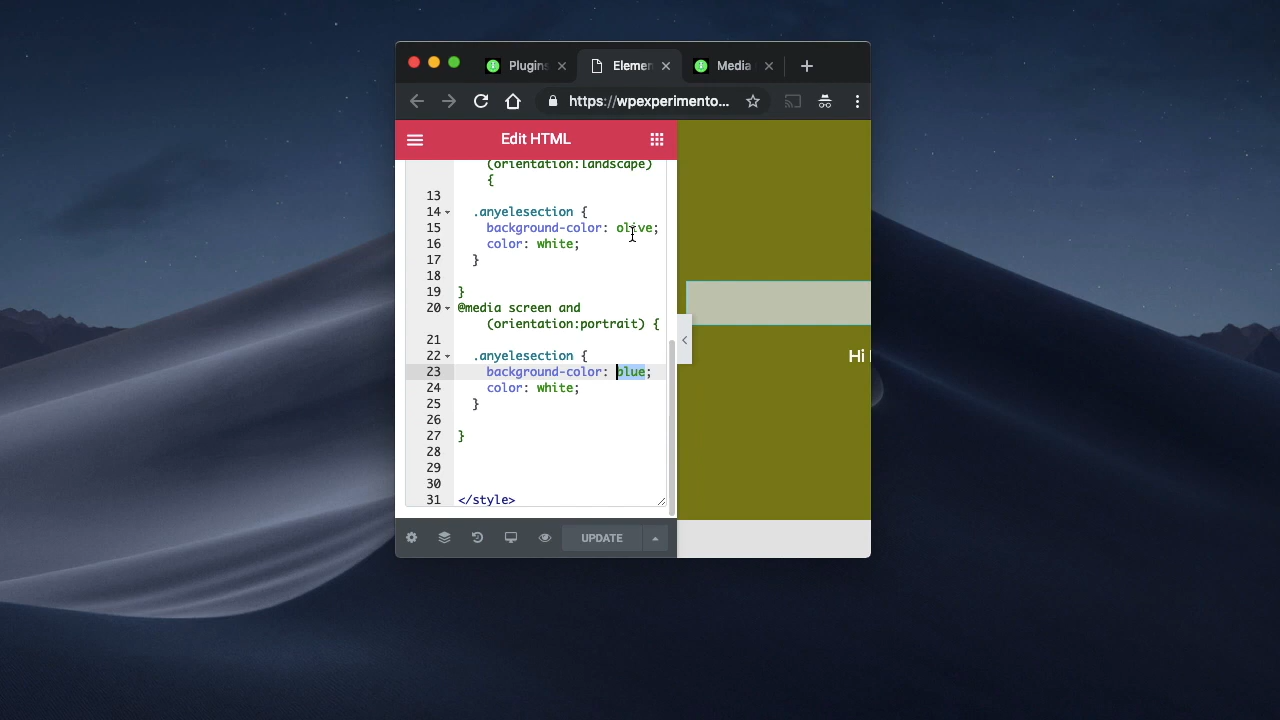 Plugins
Elemen
Media
https://wpexperimento...
Edit HTML
(orientation:landscape)
{
13
14 .anyelesection {
15 background-color: olive;
16 color: white;
17 }
18
19 }
20 @media screen and
(orientation:portrait) {
21
22 .anyelesection {
23 background-color: blue;
24 color: white;
25 }
26
27 }
28
29
30
31 </style>
Hi
UPDATE